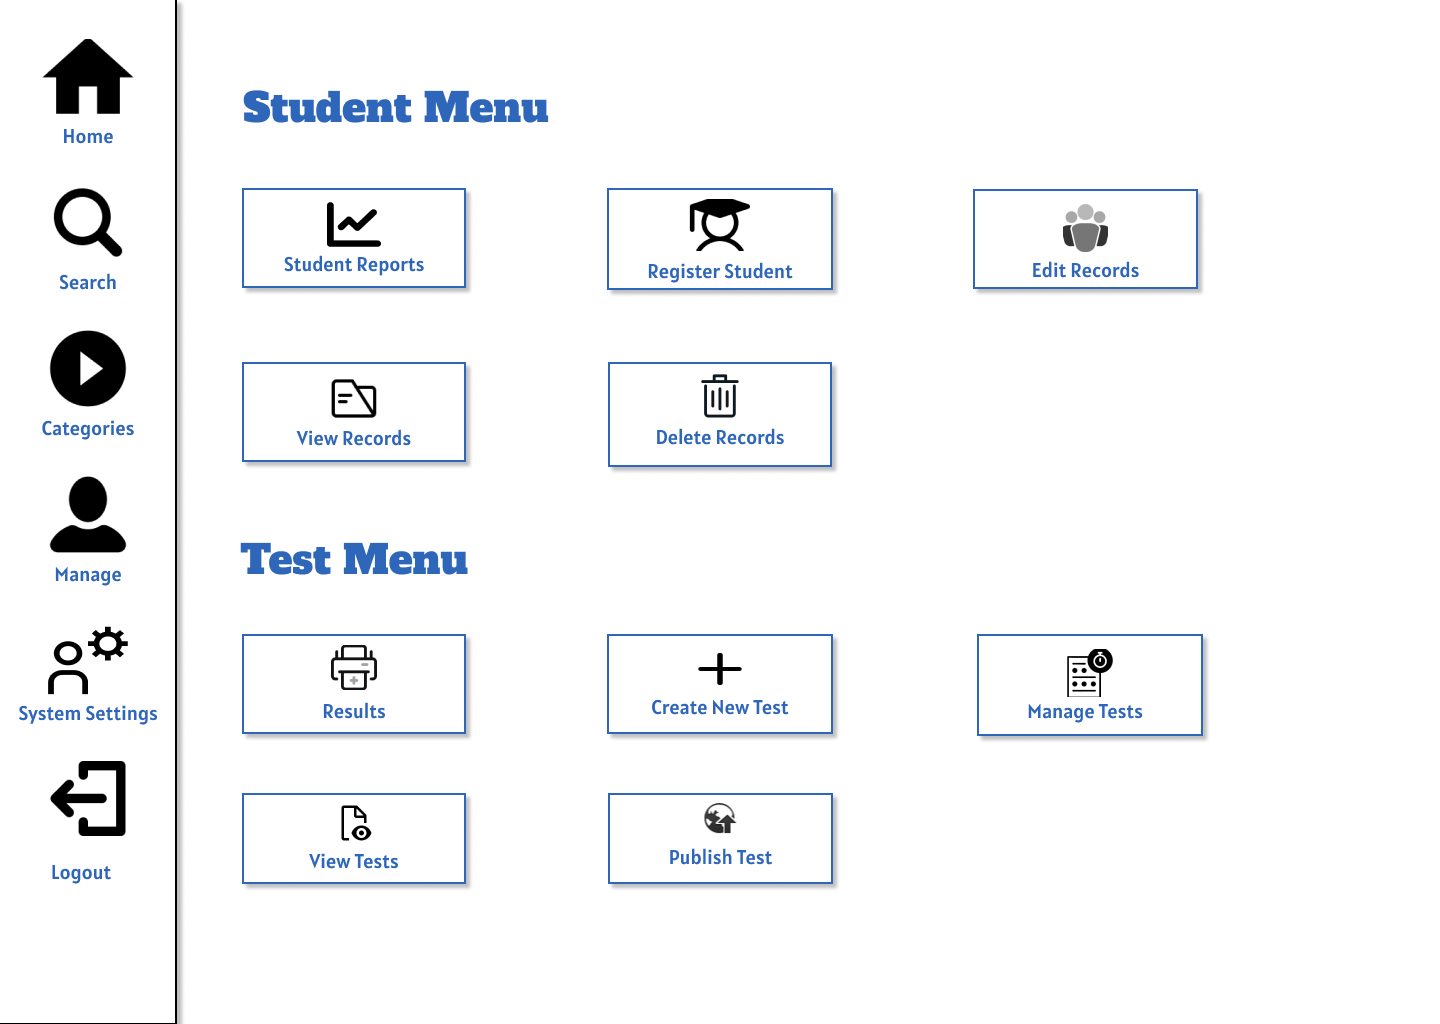 Home
Search
Categories
Manage
System Settings
Logout
Student Menu
Student Reports
Register Student
Edit Records
View Records
Delete Records
Test Menu
Results
Create New Test
Manage Tests
View Tests
Publish Test